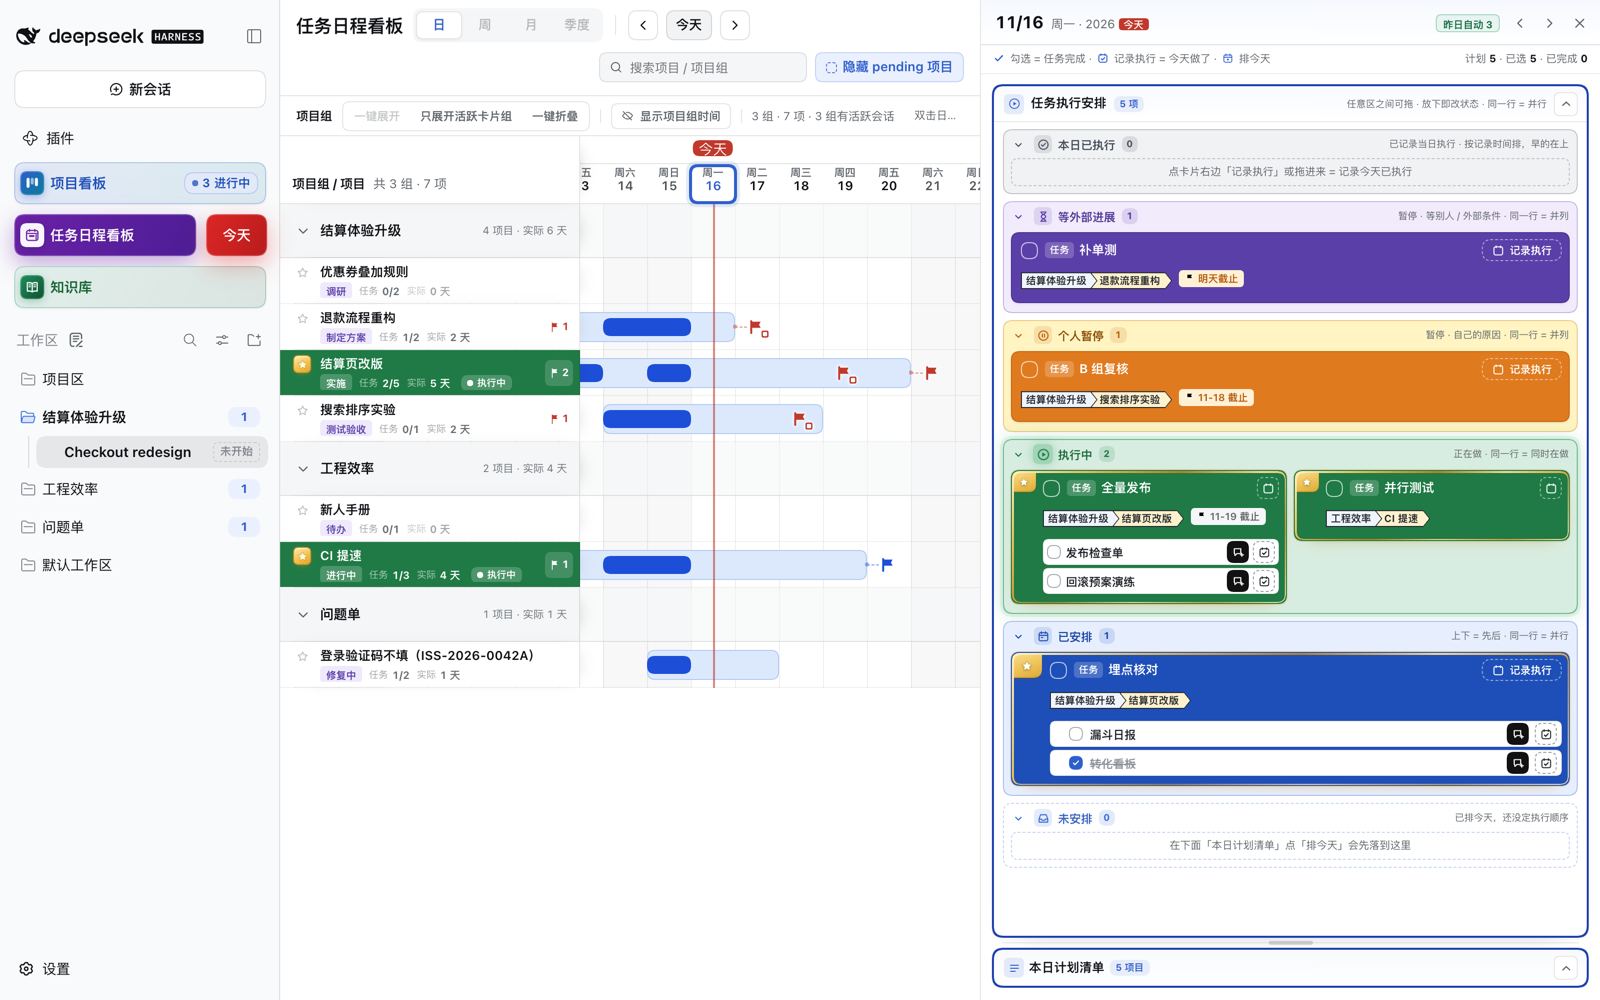 deepseek HARNESS
新会话
插件
项目看板
3 进行中
任务日程看板
今天
知识库
工作区
项目区
结算体验升级
1
Checkout redesign
未开始
工程效率
1
问题单
1
默认工作区
设置
任务日程看板
日 周 月 季度
今天
搜索项目 / 项目组
隐藏 pending 项目
项目组
一键展开 只展开活跃卡片组 一键折叠
显示项目组时间
3 组 · 7 项 · 3 组有活跃会话
双击日...
今天
项目组 / 项目 共 3 组 · 7 项
五 周六 周日 周一 周二 周三 周四 周五 周六
3 14 15 16 17 18 19 20 21 22
结算体验升级
4 项目 · 实际 6 天
优惠券叠加规则
调研 任务 0/2 实际 0 天
退款流程重构
制定方案 任务 1/2 实际 2 天
1
结算页改版
实施 任务 2/5 实际 5 天 执行中
2
搜索排序实验
测试验收 任务 0/1 实际 2 天
1
工程效率
2 项目 · 实际 4 天
新人手册
待办 任务 0/1 实际 0 天
CI 提速
进行中 任务 1/3 实际 4 天 执行中
1
问题单
1 项目 · 实际 1 天
登录验证码不填（ISS-2026-0042A）
修复中 任务 1/2 实际 1 天
11/16 周一 · 2026 今天
昨日自动 3
勾选 = 任务完成 · 记录执行 = 今天做了 · 排今天
计划 5 · 已选 5 · 已完成 0
任务执行安排 5 项
任意区之间可拖 · 放下即改状态 · 同一行 = 并行
本日已执行 0
已记录当日执行 · 按记录时间排，早的在上
点卡片右边「记录执行」或拖进来 = 记录今天已执行
等外部进展 1
暂停 · 等别人 / 外部条件 · 同一行 = 并列
任务 补单测
记录执行
结算体验升级 退款流程重构 明天截止
个人暂停 1
暂停 · 自己的原因 · 同一行 = 并列
任务 B 组复核
记录执行
结算体验升级 搜索排序实验 11-18 截止
执行中 2
正在做 · 同一行 = 同时在做
任务 全量发布
结算体验升级 结算页改版 11-19 截止
发布检查单
回滚预案演练
任务 并行测试
工程效率 CI 提速
已安排 1
上下 = 先后 · 同一行 = 并行
任务 埋点核对
记录执行
结算体验升级 结算页改版
漏斗日报
转化看板
未安排 0
已排今天，还没定执行顺序
在下面「本日计划清单」点「排今天」会先落到这里
本日计划清单 5 项目